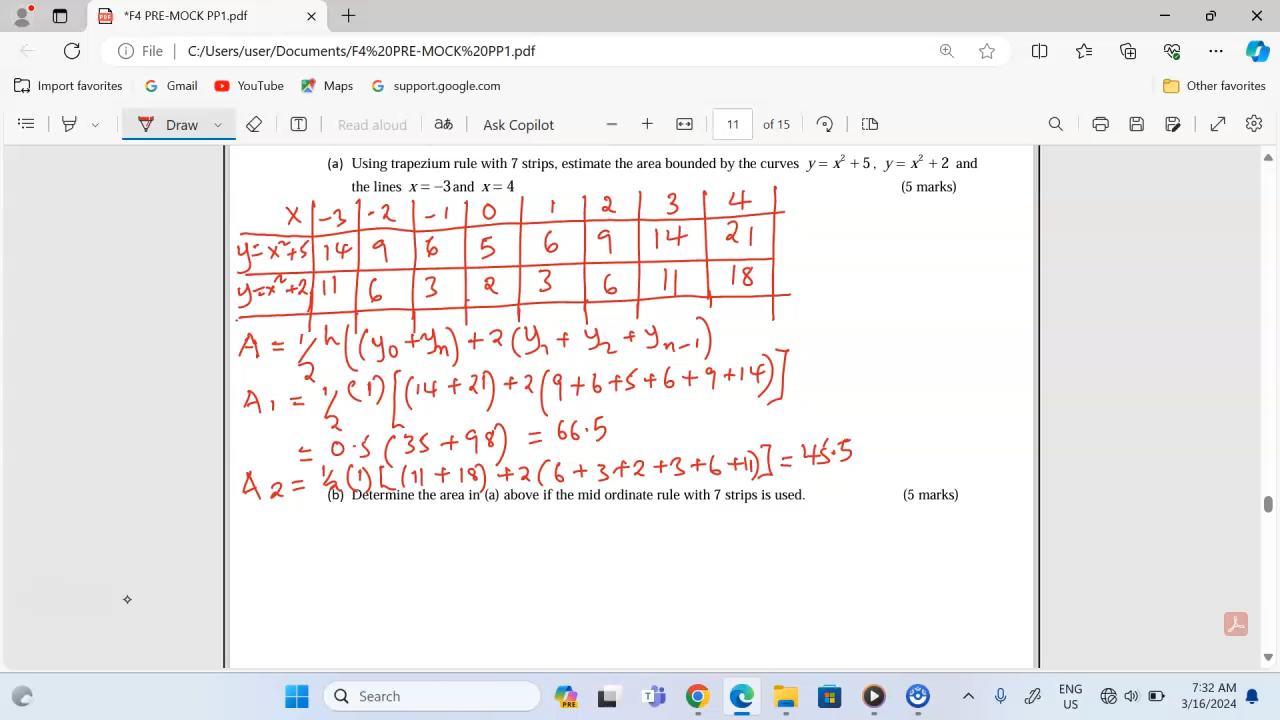 *F4 PRE-MOCK PP1.pdf
File C:/Users/user/Documents/F4%20PRE-MOCK%20PP1.pdf
Import favorites Gmail YouTube Maps support.google.com Other favorites
Draw Read aloud aあ Ask Copilot 11 of 15
(a) Using trapezium rule with 7 strips, estimate the area bounded by the curves y = x² + 5, y = x² + 2 and
the lines x = −3 and x = 4 (5 marks)
x -3 -2 -1 0 1 2 3 4
y=x²+5 14 9 6 5 6 9 14 21
y=x²+2 11 6 3 2 3 6 11 18
A = 1/2 h((y₀+yₙ)+2(y₁+y₂+yₙ₋₁)
A₁ = 1/2 (1)[(14+21)+2(9+6+5+6+9+14)]
= 0.5(35+98) = 66.5
A₂ = 1/2(1)[(11+18)+2(6+3+2+3+6+11)] = 45.5
(b) Determine the area in (a) above if the mid ordinate rule with 7 strips is used. (5 marks)
Search PRE ENG 7:32 AM
US 3/16/2024